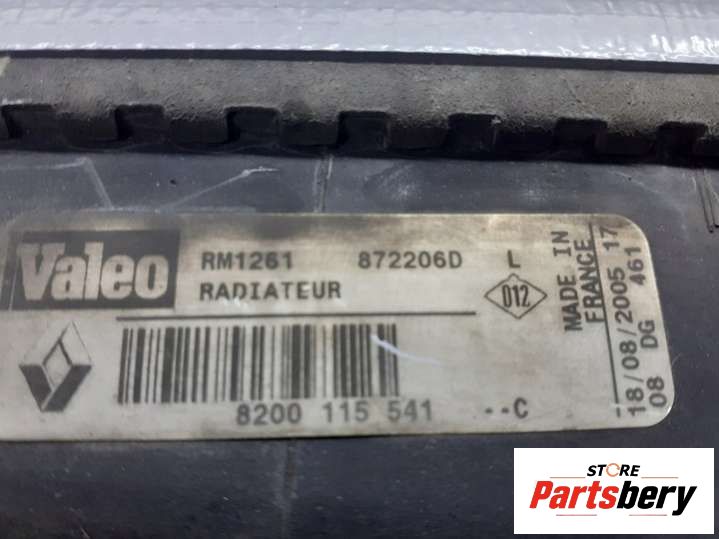 Valeo
RM1261 872206D L
RADIATEUR
D12
8200 115 541 --C
MADE IN
FRANCE
18/08/2005 17
08 DG 461
STORE
Partsbery